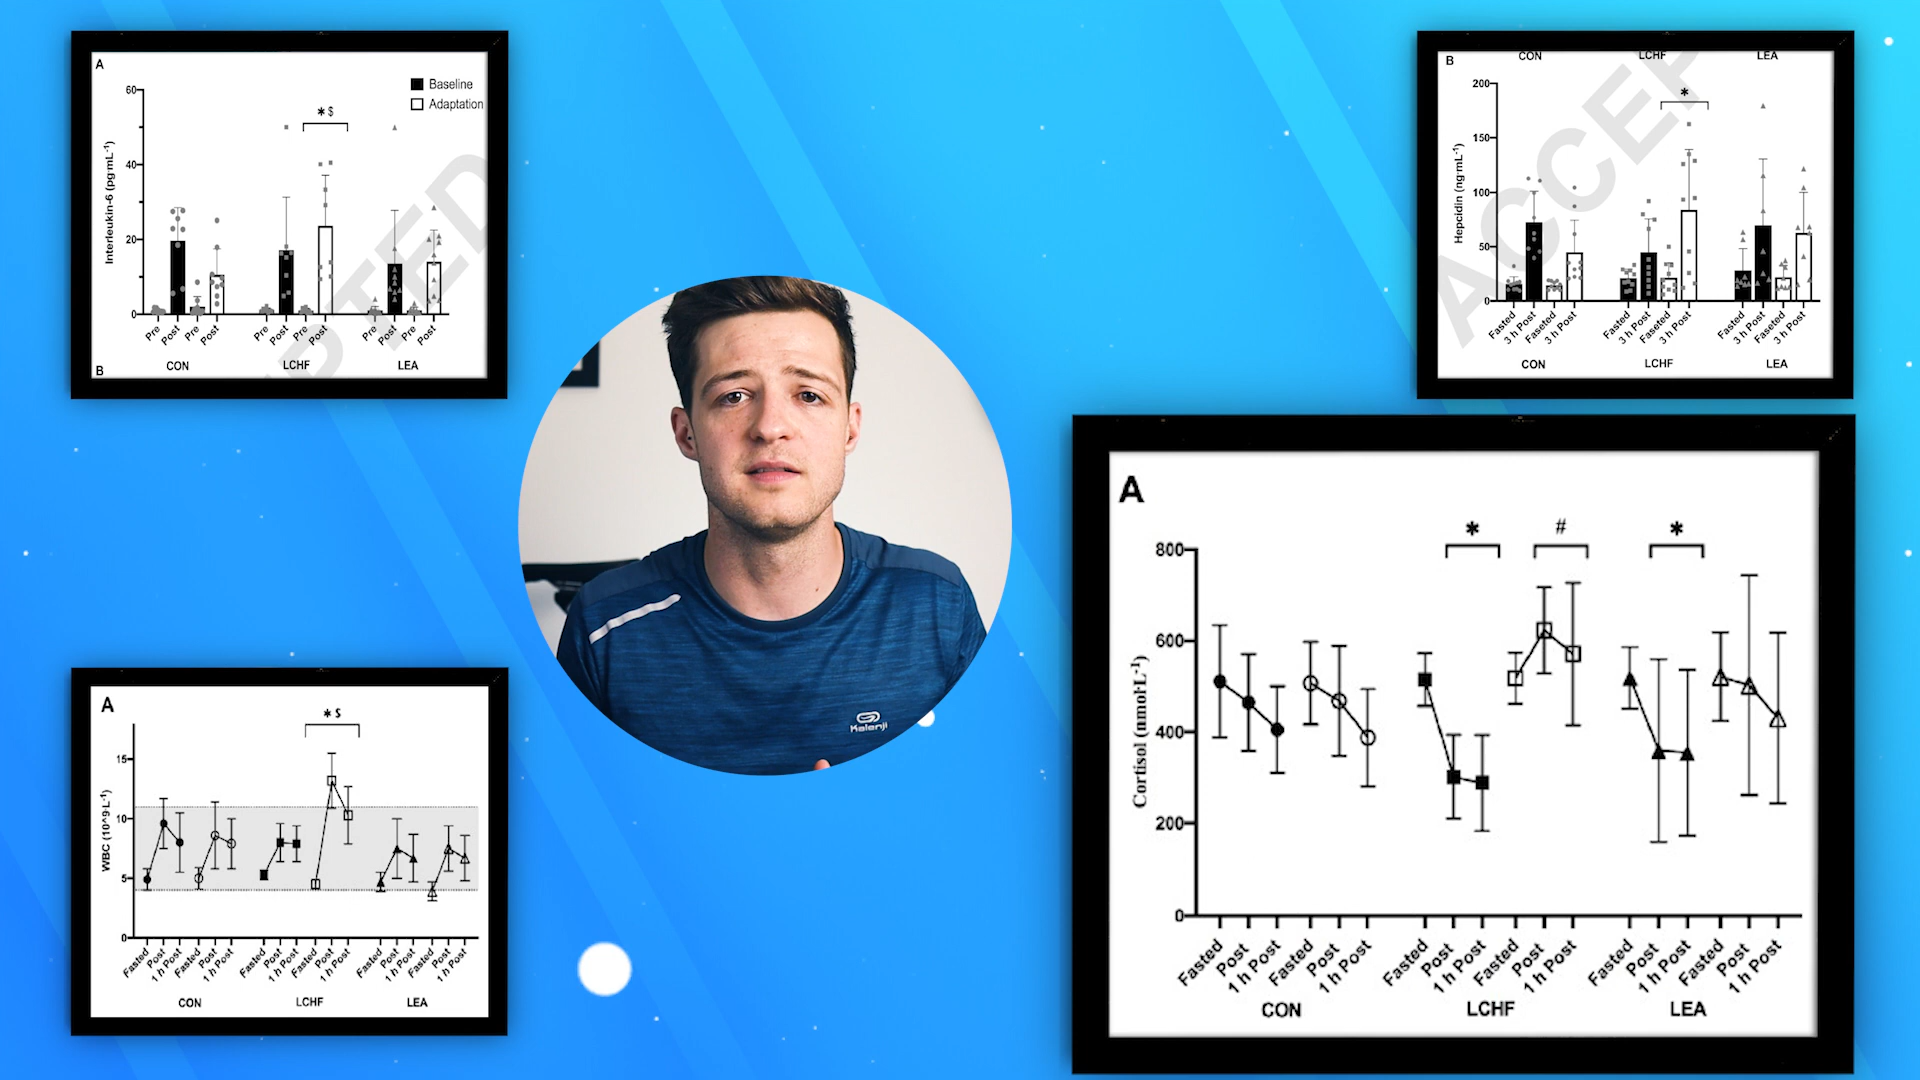 A
Baseline
Adaptation
* $
60
40
20
0
Interleukin-6 (pg·mL⁻¹)
Pre Post Pre Post
Pre Post Pre Post
Pre Post Pre Post
CON LCHF LEA
B
PTED
B
CON LCHF LEA
ACCEP
200
150
100
50
0
*
Hepcidin (ng·mL⁻¹)
Fasted 3 h Post Faseted 3 h Post
Fasted 3 h Post Faseted 3 h Post
Fasted 3 h Post Faseted 3 h Post
CON LCHF LEA
Kalenji
A
* $
15
10
5
0
WBC (10^9·L⁻¹)
Fasted Post 1 h Post Fasted Post 1 h Post
Fasted Post 1 h Post Fasted Post 1 h Post
Fasted Post 1 h Post Fasted Post 1 h Post
CON LCHF LEA
A
* # *
800
600
400
200
0
Cortisol (nmol·L⁻¹)
Fasted Post 1 h Post Fasted Post 1 h Post
Fasted Post 1 h Post Fasted Post 1 h Post
Fasted Post 1 h Post Fasted Post 1 h Post
CON LCHF LEA